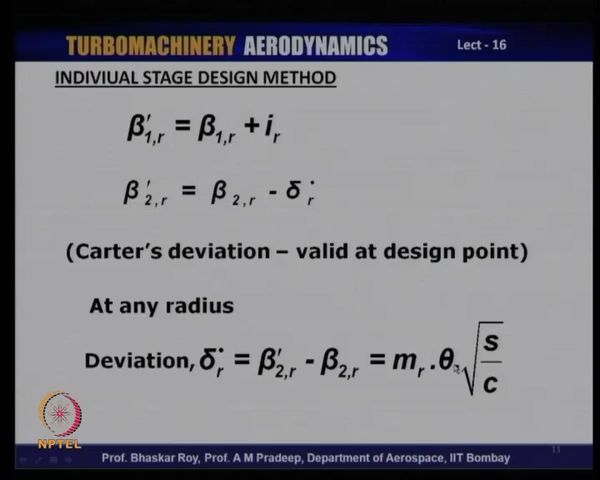 TURBOMACHINERY AERODYNAMICS Lect - 16
INDIVIUAL STAGE DESIGN METHOD
β′1,r = β1,r + ir
β′2,r = β2,r - δ*r
(Carter's deviation – valid at design point)
At any radius
Deviation, δ*r = β′2,r - β2,r = mr .θ. √(s/c)
NPTEL
Prof. Bhaskar Roy, Prof. A M Pradeep, Department of Aerospace, IIT Bombay 11